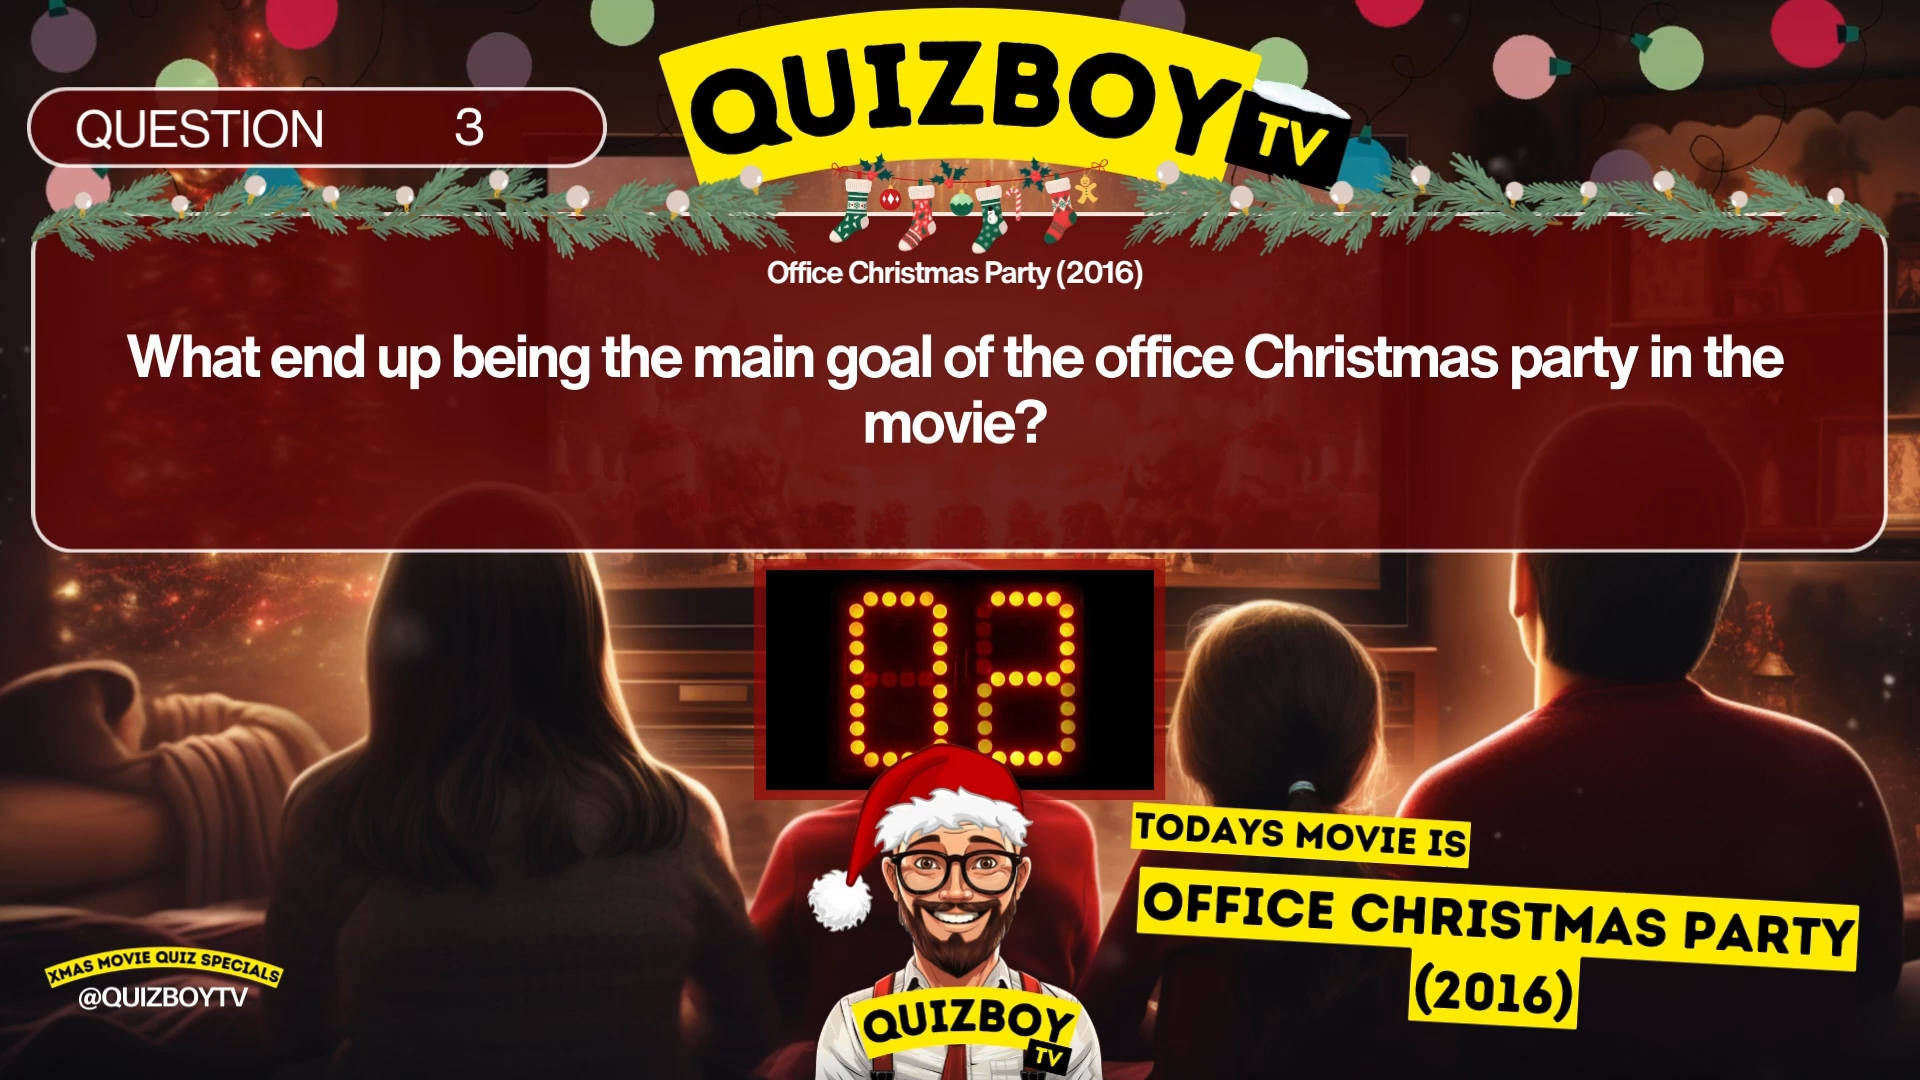 QUIZBOY
TV
QUESTION 3
Office Christmas Party (2016)
What end up being the main goal of the office Christmas party in the
movie?
02
TODAYS MOVIE IS
OFFICE CHRISTMAS PARTY
(2016)
XMAS MOVIE QUIZ SPECIALS
@QUIZBOYTV
QUIZBOY
TV